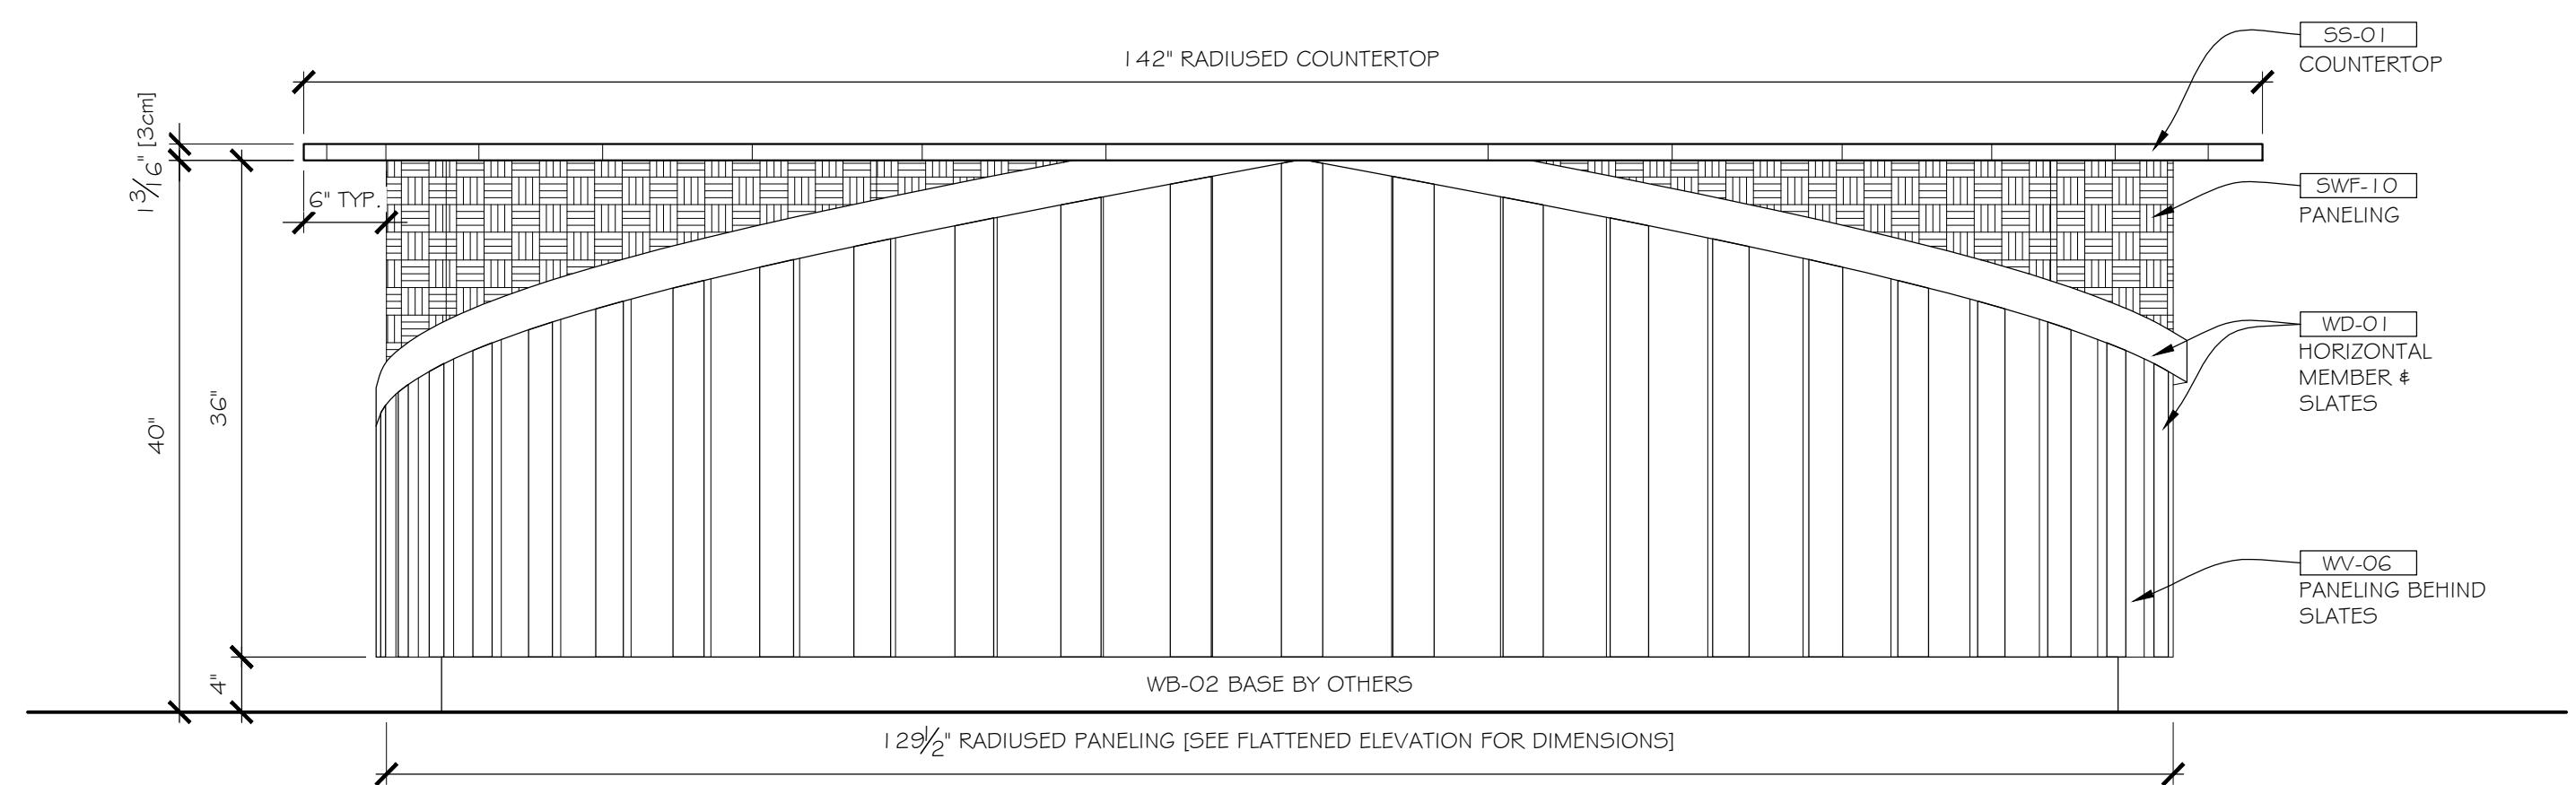 142" RADIUSED COUNTERTOP
SS-01
COUNTERTOP
1 3/16" [3cm]
6" TYP.
SWF-10
PANELING
WD-01
HORIZONTAL
MEMBER &
SLATES
40"
36"
WV-06
PANELING BEHIND
SLATES
4"
WB-02 BASE BY OTHERS
129 1/2" RADIUSED PANELING [SEE FLATTENED ELEVATION FOR DIMENSIONS]